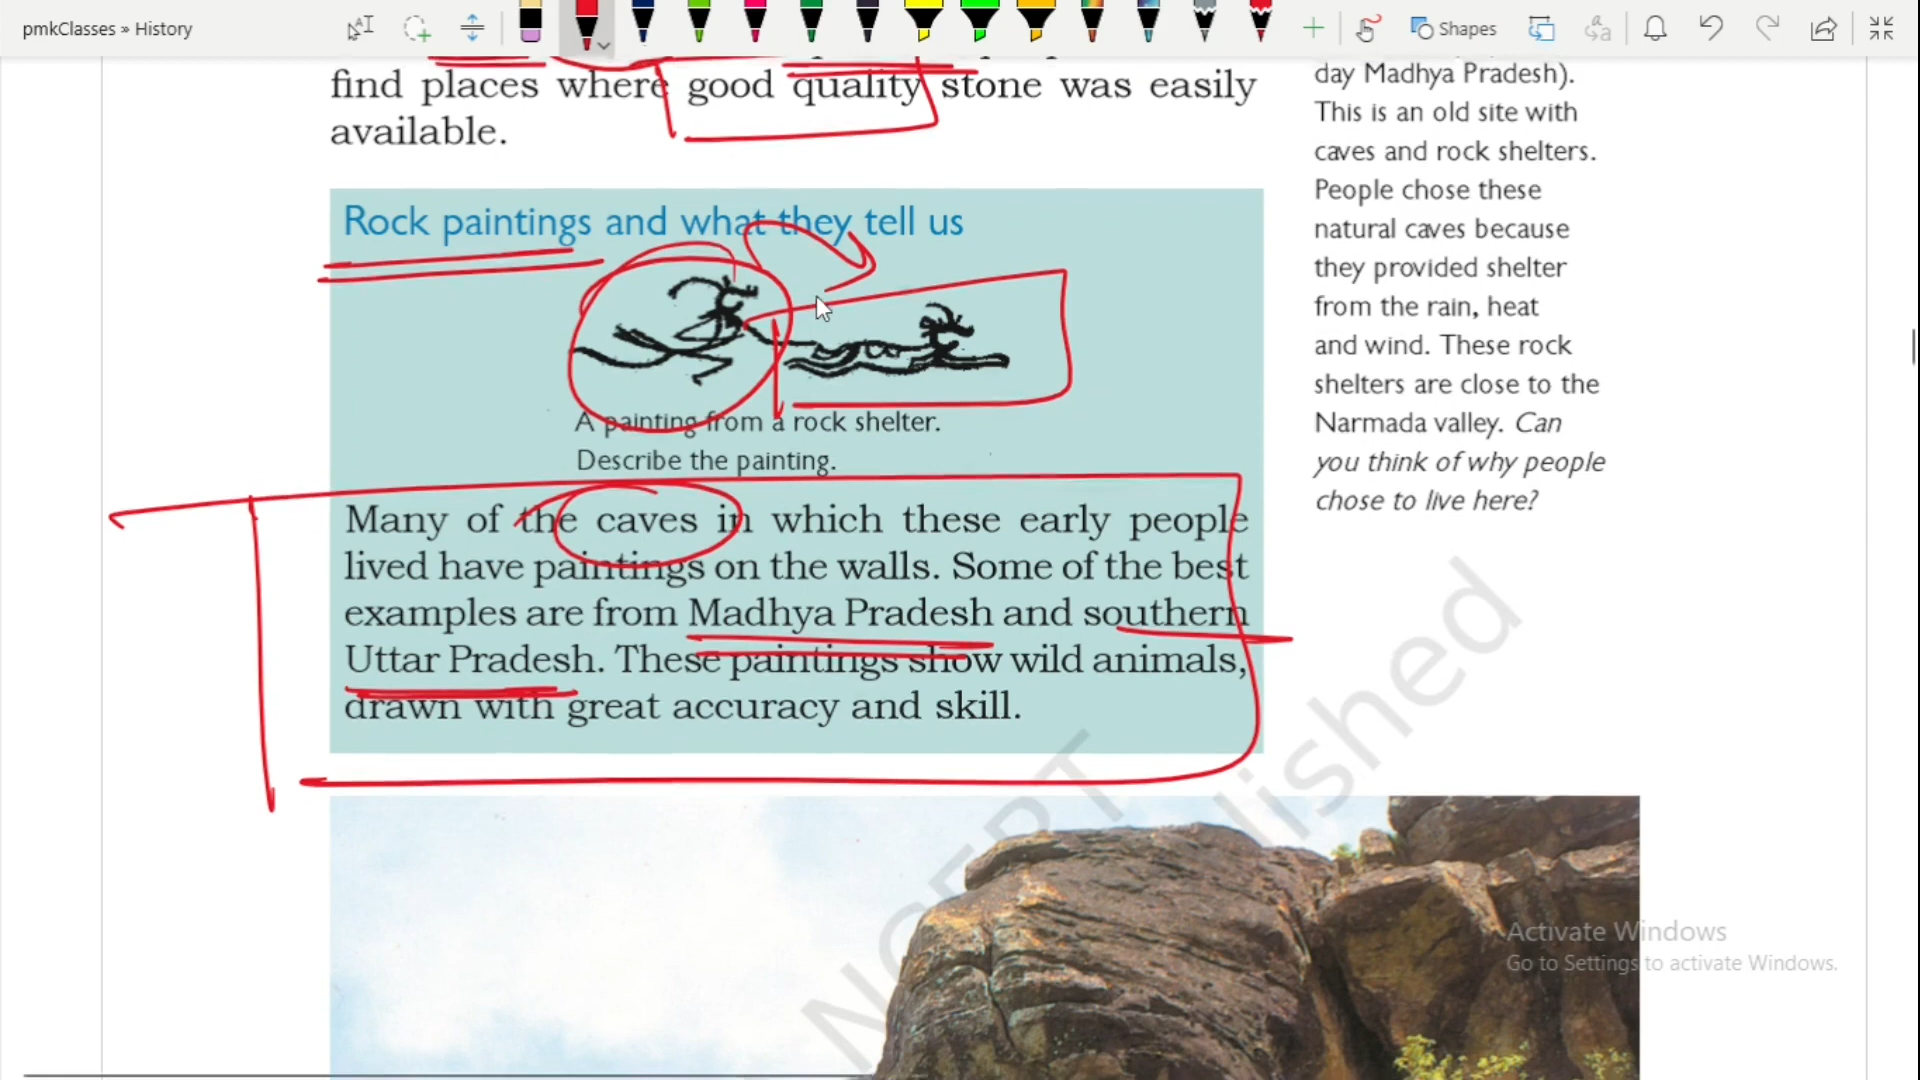 pmkClasses » History
Shapes
find places where good quality stone was easily
available.
Rock paintings and what they tell us
A painting from a rock shelter.
Describe the painting.
Many of the caves in which these early people
lived have paintings on the walls. Some of the best
examples are from Madhya Pradesh and southern
Uttar Pradesh. These paintings show wild animals,
drawn with great accuracy and skill.
day Madhya Pradesh).
This is an old site with
caves and rock shelters.
People chose these
natural caves because
they provided shelter
from the rain, heat
and wind. These rock
shelters are close to the
Narmada valley. Can
you think of why people
chose to live here?
NCERT
lished
Activate Windows
Go to Settings to activate Windows.